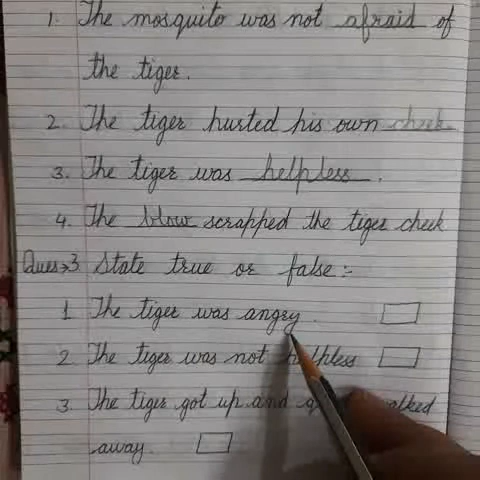 1. The mosquito was not afraid of
the tiger.
2. The tiger hurted his own cheek
3. The tiger was helpless.
4. The blow scrapped the tiger cheek
Ques→3 State true or false:-
1 The tiger was angry.
2 The tiger was not helpless
3. The tiger got up and
away.